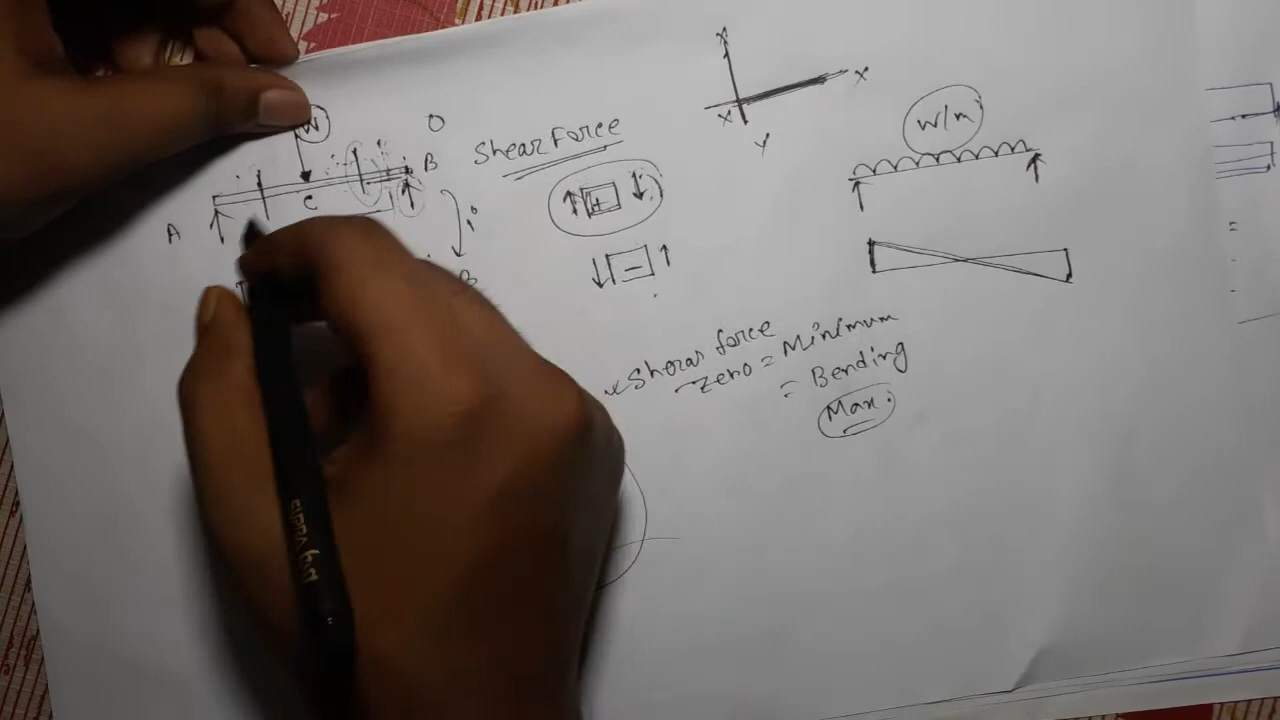 W
O
B
C
A
B
Shear Force
+
-
X
X
X
Y
W/m
* Shear force
zero = Minimum
= Bending
Max.